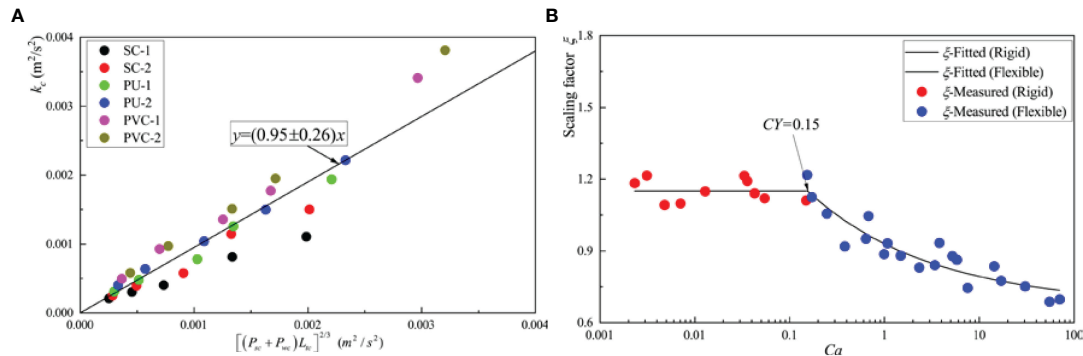 A
0.004
0.003
0.002
0.001
0.000
k_c (m²/s²)
SC-1
SC-2
PU-1
PU-2
PVC-1
PVC-2
y=(0.95±0.26)x
0.000
0.001
0.002
0.003
0.004
[(P_sc + P_wc)L_tc]^2/3 (m²/s²)
B
1.8
1.5
1.2
0.9
0.6
Scaling factor ξ
ξ-Fitted (Rigid)
ξ-Fitted (Flexible)
ξ-Measured (Rigid)
ξ-Measured (Flexible)
CY=0.15
0.001
0.01
0.1
1
10
100
Ca